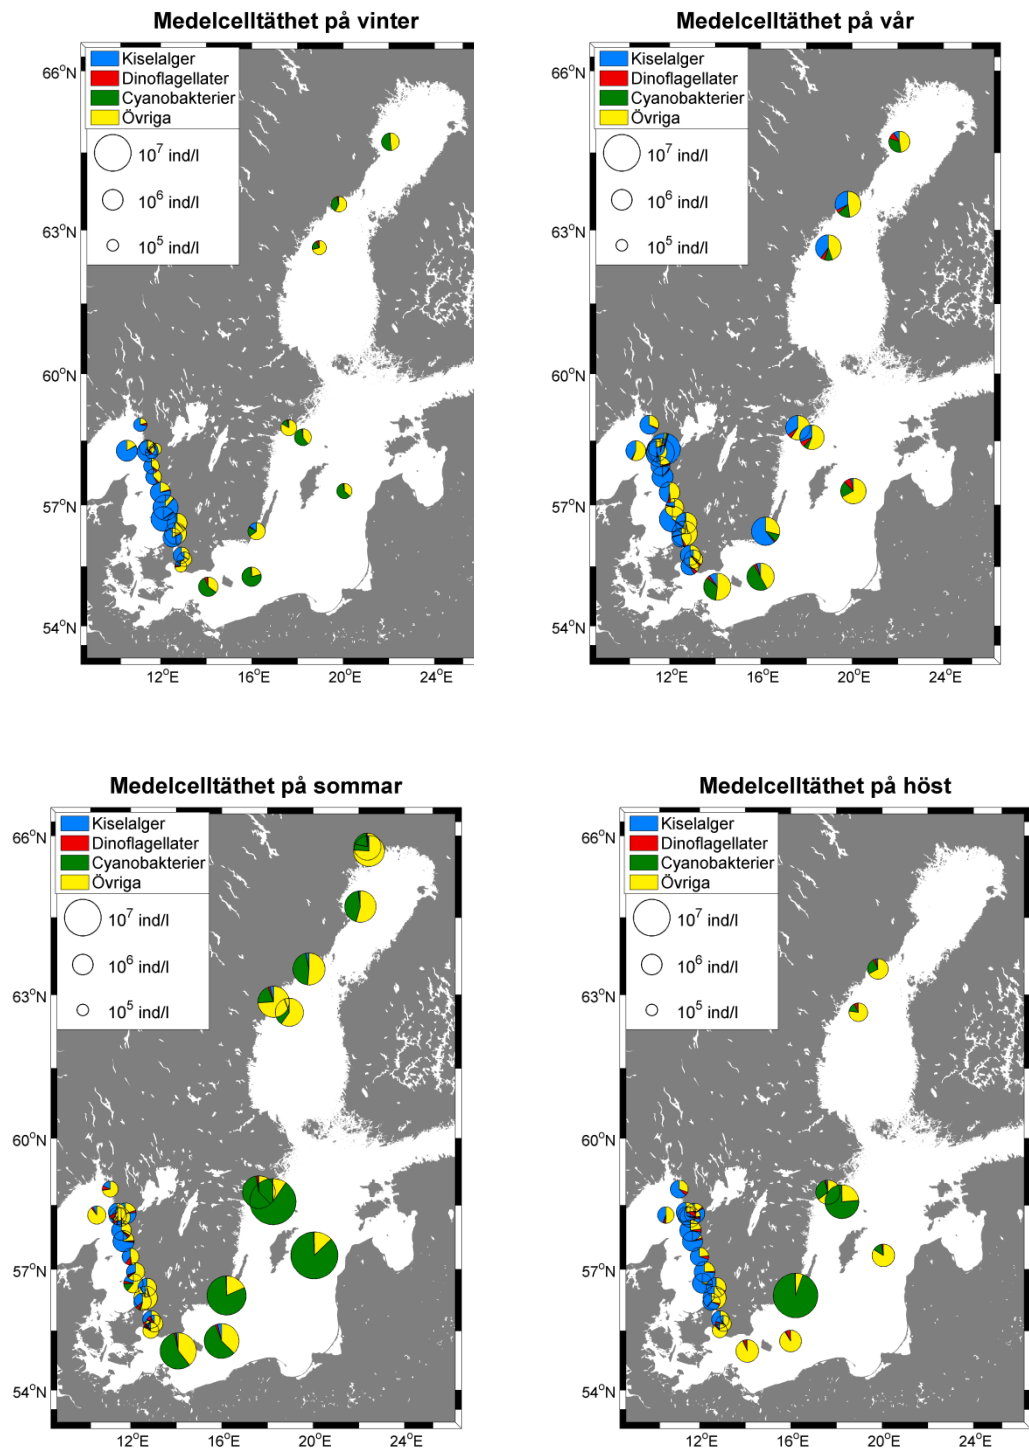 Medelcelltäthet på vinter
Kiselalger
Dinoflagellater
Cyanobakterier
Övriga
10⁷ ind/l
10⁶ ind/l
10⁵ ind/l
66°N
63°N
60°N
57°N
54°N
12°E
16°E
20°E
24°E
Medelcelltäthet på vår
Kiselalger
Dinoflagellater
Cyanobakterier
Övriga
10⁷ ind/l
10⁶ ind/l
10⁵ ind/l
66°N
63°N
60°N
57°N
54°N
12°E
16°E
20°E
24°E
Medelcelltäthet på sommar
Kiselalger
Dinoflagellater
Cyanobakterier
Övriga
10⁷ ind/l
10⁶ ind/l
10⁵ ind/l
66°N
63°N
60°N
57°N
54°N
12°E
16°E
20°E
24°E
Medelcelltäthet på höst
Kiselalger
Dinoflagellater
Cyanobakterier
Övriga
10⁷ ind/l
10⁶ ind/l
10⁵ ind/l
66°N
63°N
60°N
57°N
54°N
12°E
16°E
20°E
24°E